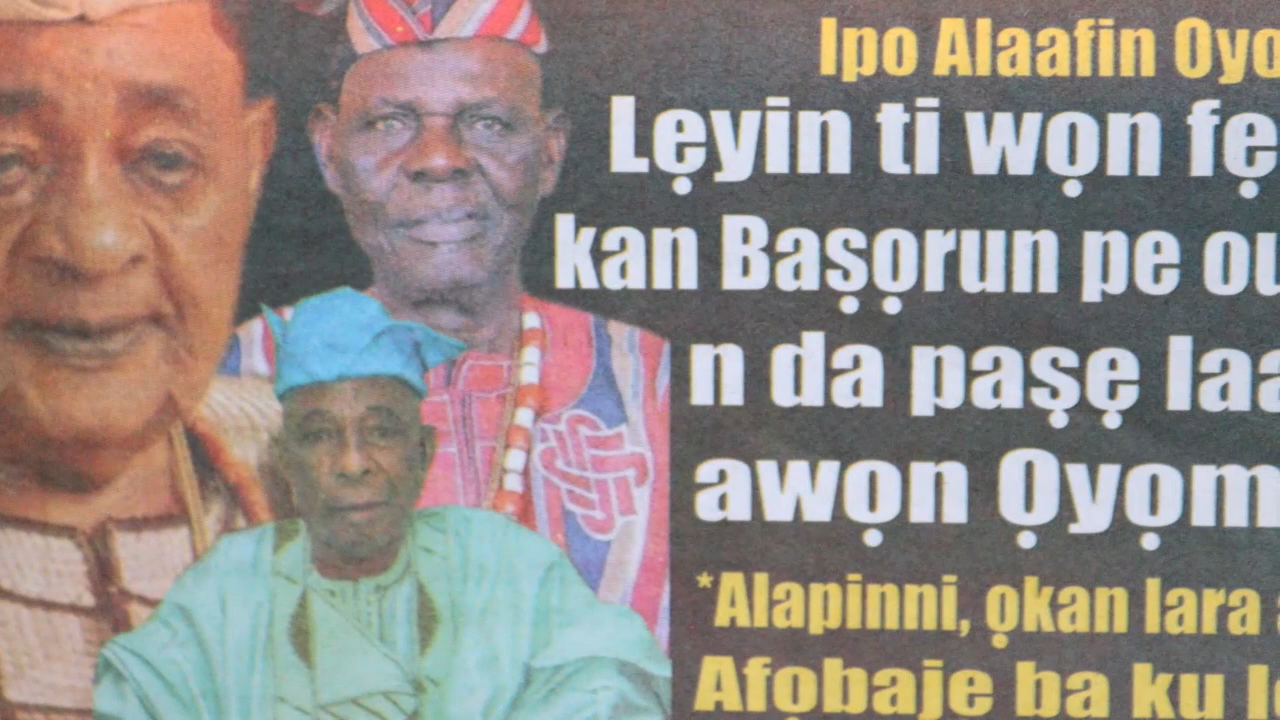 Ipo Alaafin Oyo
Lẹyin ti wọn fẹ
kan Baṣọrun pe ou
n da paṣẹ laa
awọn Ọyọm
*Alapinni, ọkan lara
Afọbaje ba ku l